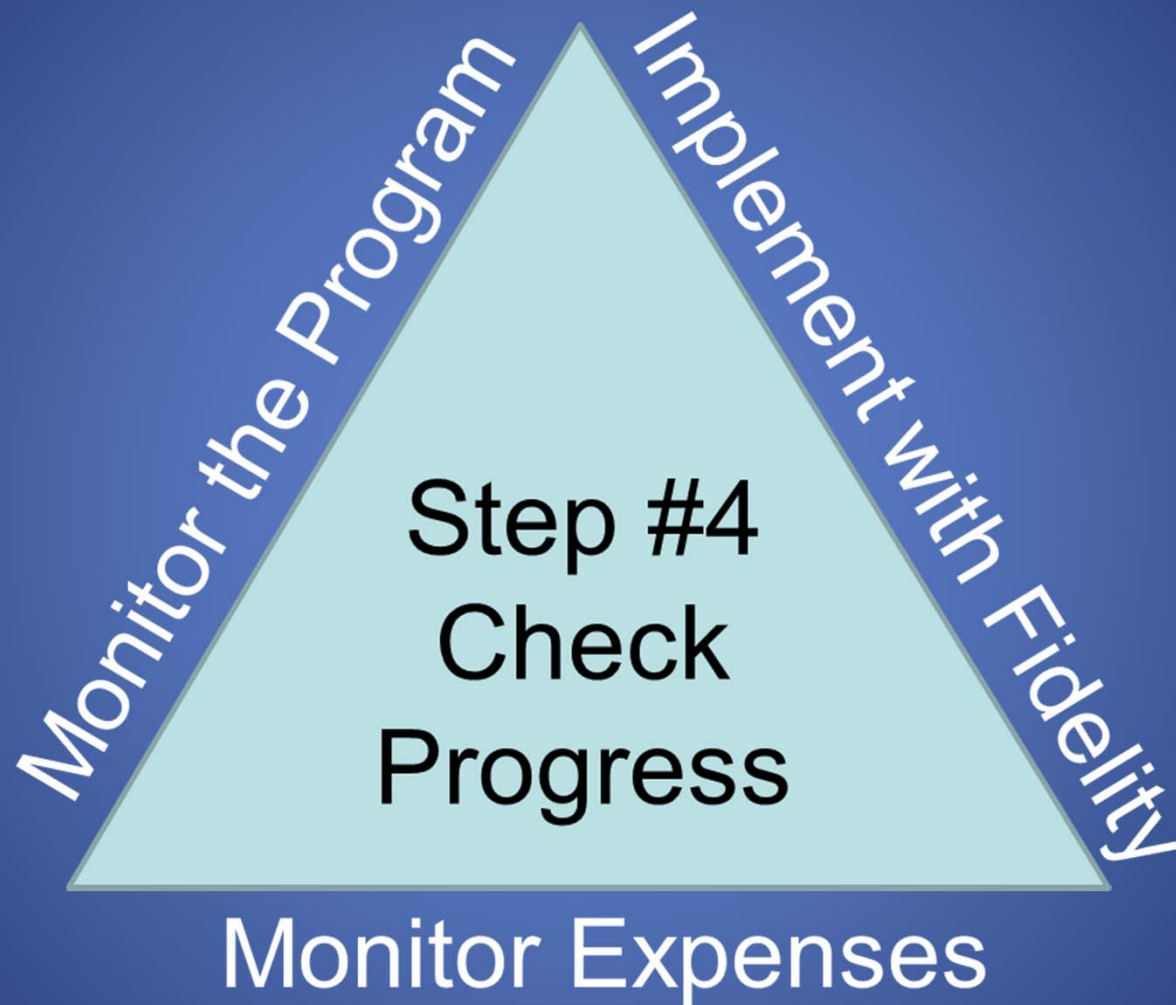 Monitor the Program
Implement with Fidelity
Step #4
Check
Progress
Monitor Expenses